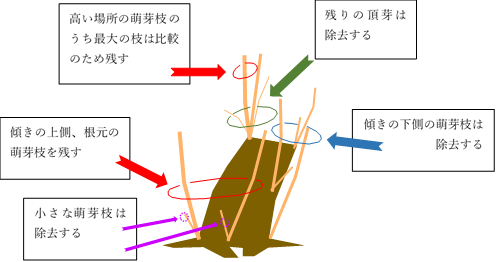 高い場所の萌芽枝の
うち最大の枝は比較
のため残す
残りの頂芽は
除去する
傾きの上側、根元の
萌芽枝を残す
傾きの下側の萌芽枝は
除去する
小さな萌芽枝は
除去する